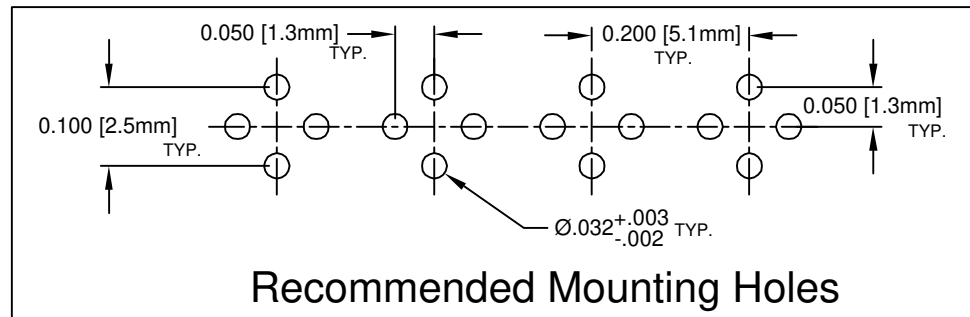 0.050 [1.3mm]
TYP.
0.200 [5.1mm]
TYP.
0.100 [2.5mm]
TYP.
0.050 [1.3mm]
TYP.
Ø.032+.003 TYP.
-.002
Recommended Mounting Holes